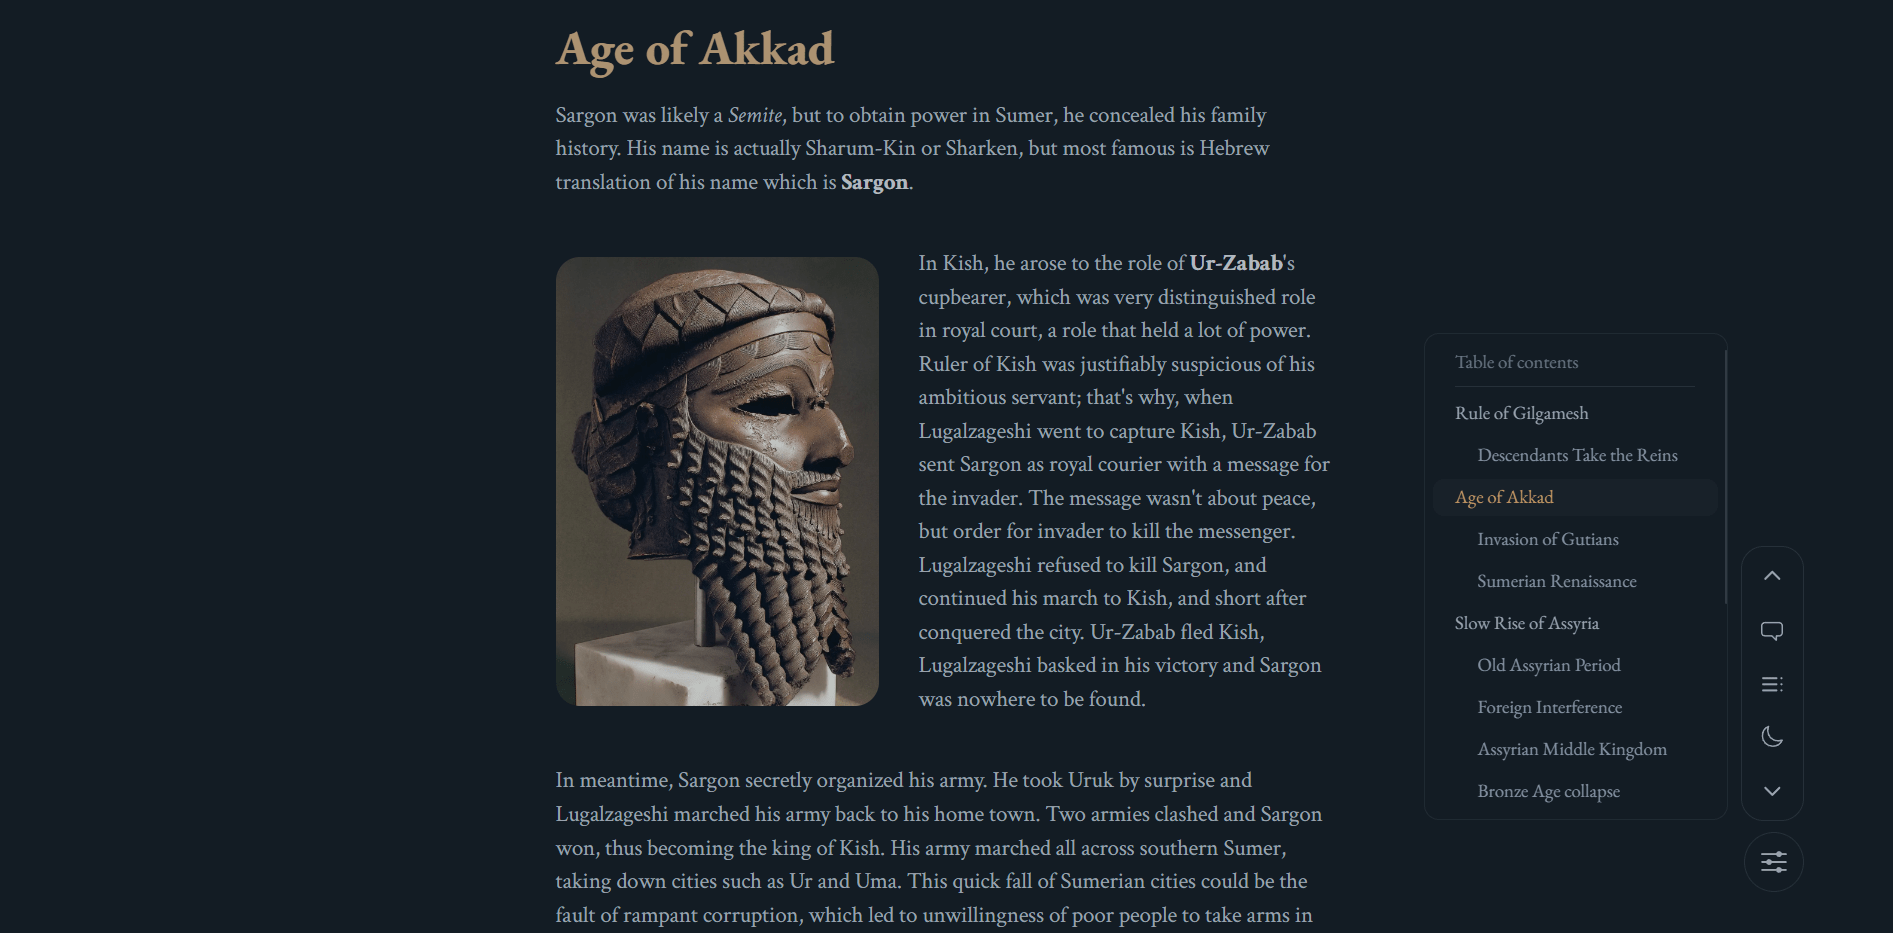 Age of Akkad
Sargon was likely a Semite, but to obtain power in Sumer, he concealed his family
history. His name is actually Sharum-Kin or Sharken, but most famous is Hebrew
translation of his name which is Sargon.
In Kish, he arose to the role of Ur-Zabab's
cupbearer, which was very distinguished role
in royal court, a role that held a lot of power.
Ruler of Kish was justifiably suspicious of his
ambitious servant; that's why, when
Lugalzageshi went to capture Kish, Ur-Zabab
sent Sargon as royal courier with a message for
the invader. The message wasn't about peace,
but order for invader to kill the messenger.
Lugalzageshi refused to kill Sargon, and
continued his march to Kish, and short after
conquered the city. Ur-Zabab fled Kish,
Lugalzageshi basked in his victory and Sargon
was nowhere to be found.
In meantime, Sargon secretly organized his army. He took Uruk by surprise and
Lugalzageshi marched his army back to his home town. Two armies clashed and Sargon
won, thus becoming the king of Kish. His army marched all across southern Sumer,
taking down cities such as Ur and Uma. This quick fall of Sumerian cities could be the
fault of rampant corruption, which led to unwillingness of poor people to take arms in
Table of contents
Rule of Gilgamesh
Descendants Take the Reins
Age of Akkad
Invasion of Gutians
Sumerian Renaissance
Slow Rise of Assyria
Old Assyrian Period
Foreign Interference
Assyrian Middle Kingdom
Bronze Age collapse